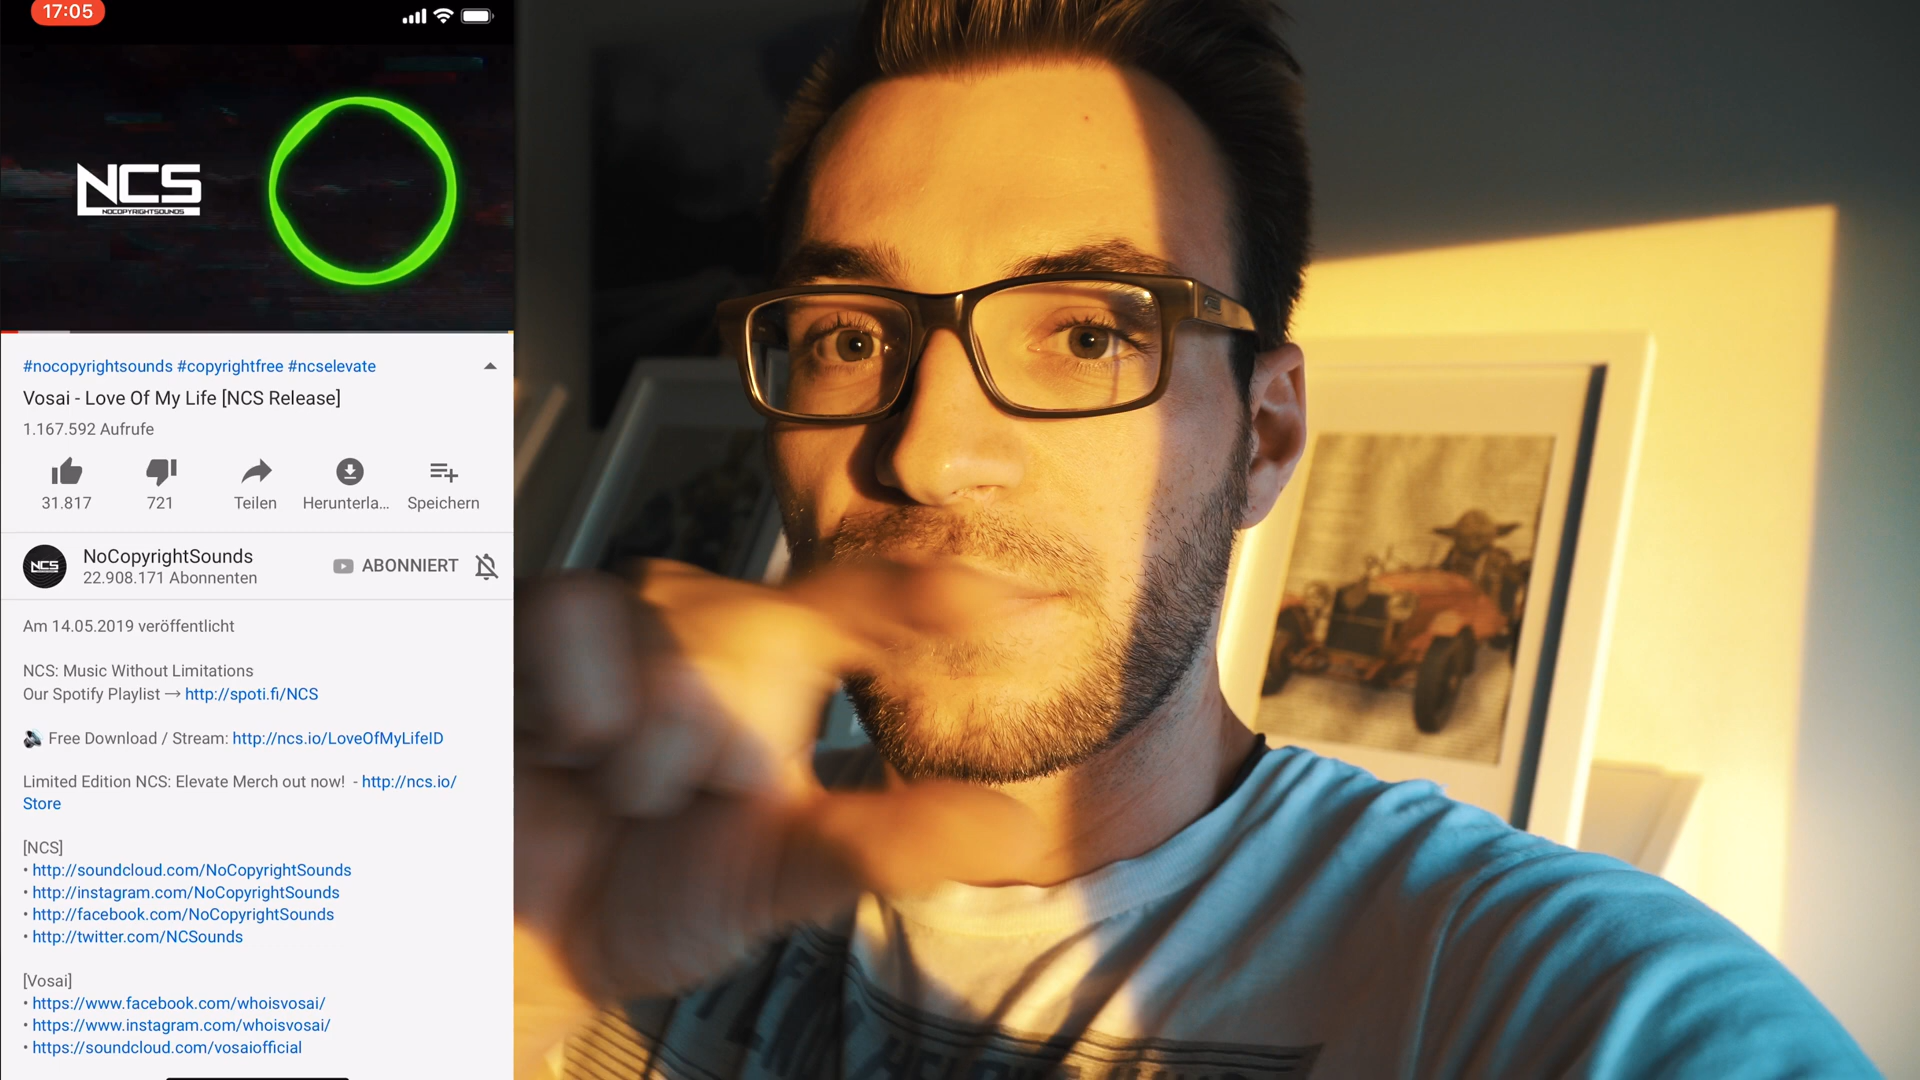 17:05
NCS
NOCOPYRIGHTSOUNDS
#nocopyrightsounds #copyrightfree #ncselevate
Vosai - Love Of My Life [NCS Release]
1.167.592 Aufrufe
31.817
721
Teilen
Herunterla...
Speichern
NCS
NoCopyrightSounds
22.908.171 Abonnenten
ABONNIERT
Am 14.05.2019 veröffentlicht
NCS: Music Without Limitations
Our Spotify Playlist → http://spoti.fi/NCS
🔊 Free Download / Stream: http://ncs.io/LoveOfMyLifeID
Limited Edition NCS: Elevate Merch out now! - http://ncs.io/
Store
[NCS]
• http://soundcloud.com/NoCopyrightSounds
• http://instagram.com/NoCopyrightSounds
• http://facebook.com/NoCopyrightSounds
• http://twitter.com/NCSounds
[Vosai]
• https://www.facebook.com/whoisvosai/
• https://www.instagram.com/whoisvosai/
• https://soundcloud.com/vosaiofficial